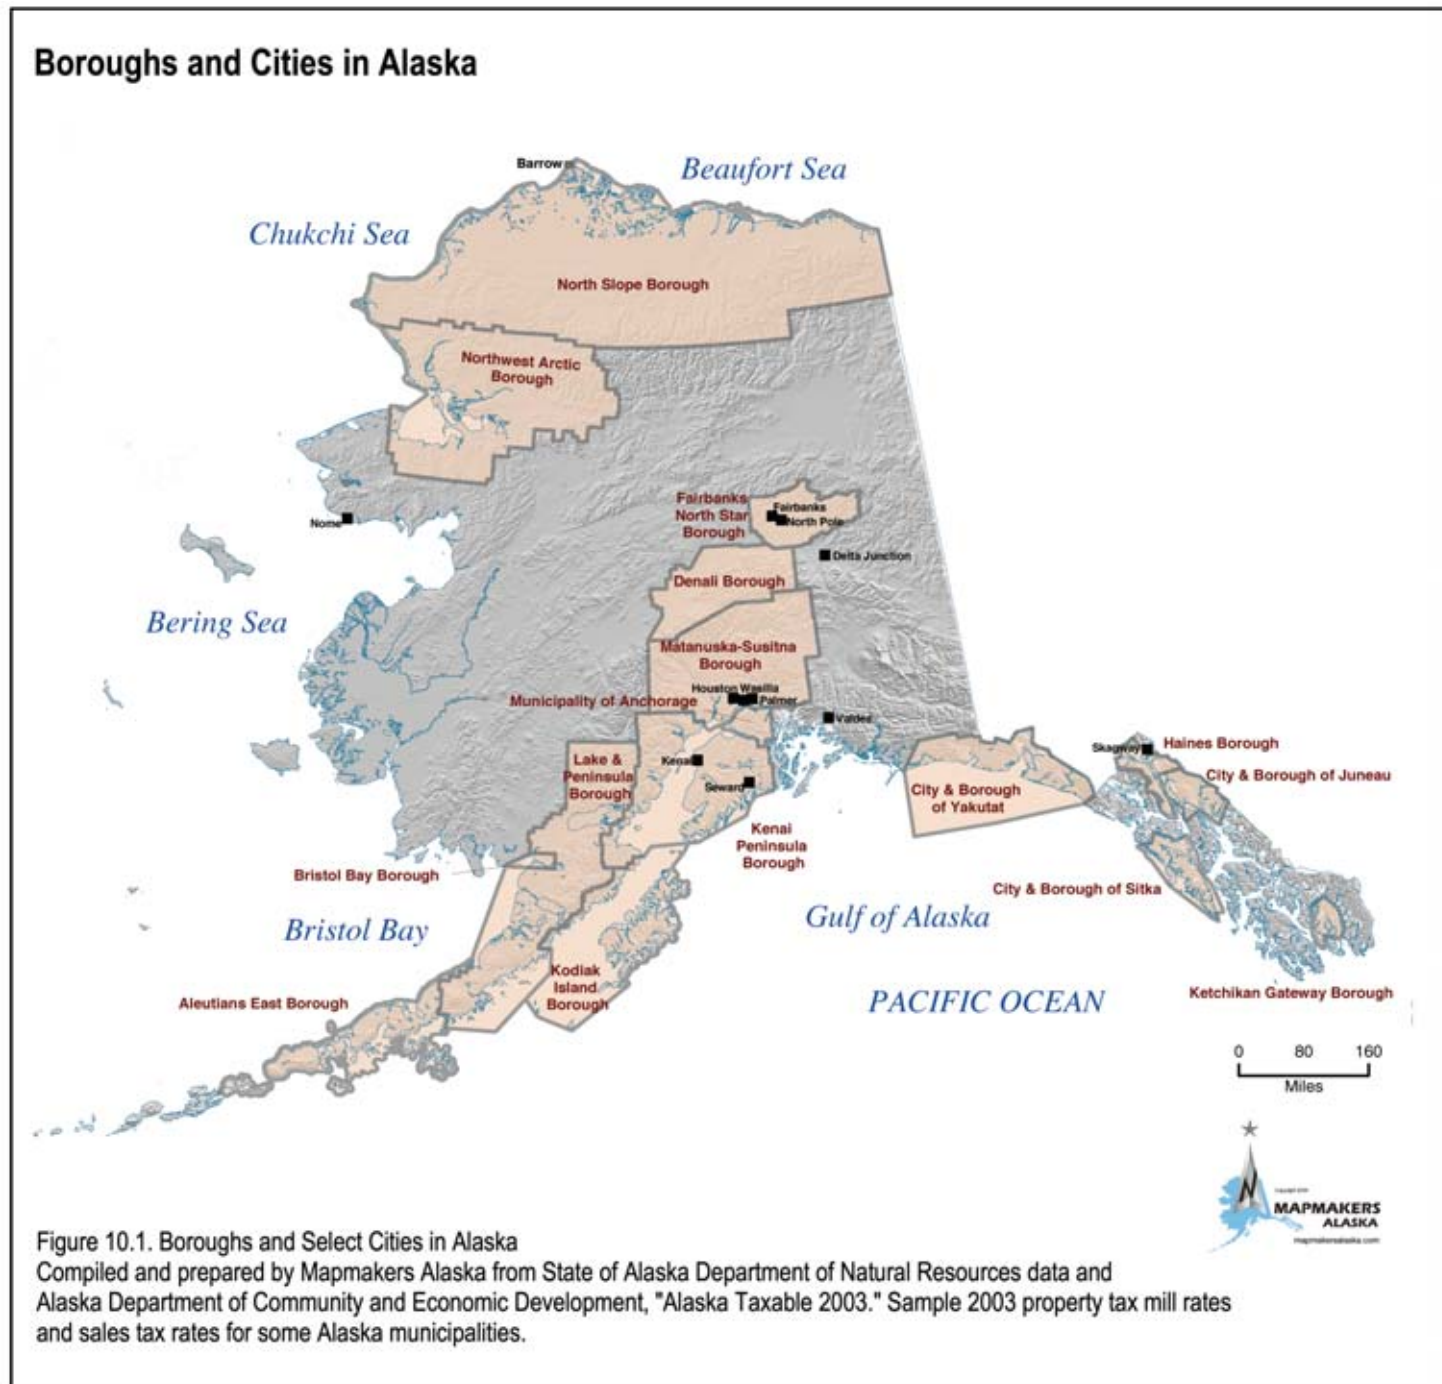 Boroughs and Cities in Alaska
Barrow
Beaufort Sea
Chukchi Sea
North Slope Borough
Northwest Arctic
Borough
Fairbanks
North Star
Borough
Fairbanks
North Pole
Nome
Delta Junction
Denali Borough
Bering Sea
Matanuska-Susitna
Borough
Houston Wasilla
Palmer
Municipality of Anchorage
Valdez
Skagway
Haines Borough
City & Borough of Juneau
Lake &
Peninsula
Borough
Kenai
Seward
City & Borough
of Yakutat
Kenai
Peninsula
Borough
Bristol Bay Borough
City & Borough of Sitka
Bristol Bay
Gulf of Alaska
Kodiak
Island
Borough
Aleutians East Borough
PACIFIC OCEAN
Ketchikan Gateway Borough
0 80 160
Miles
N
MAPMAKERS
ALASKA
mapmakersalaska.com
Figure 10.1. Boroughs and Select Cities in Alaska
Compiled and prepared by Mapmakers Alaska from State of Alaska Department of Natural Resources data and
Alaska Department of Community and Economic Development, "Alaska Taxable 2003." Sample 2003 property tax mill rates
and sales tax rates for some Alaska municipalities.